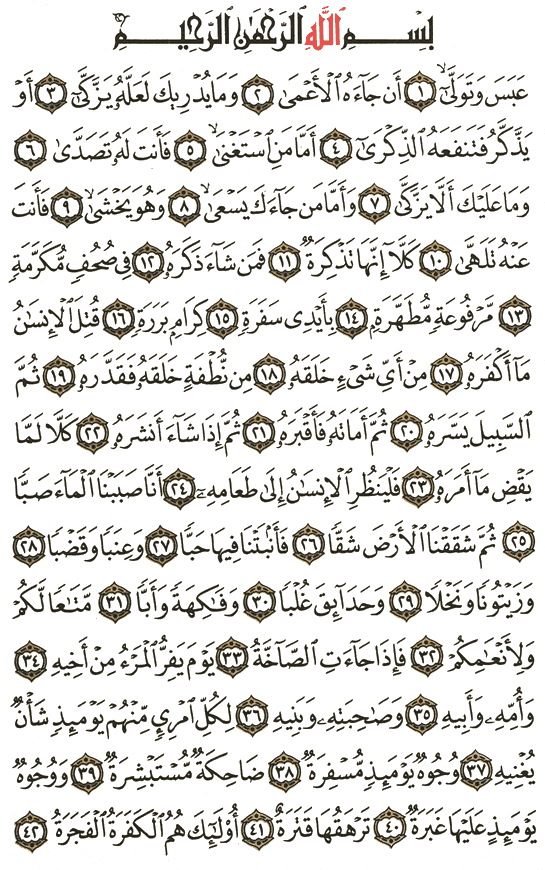 بِسْمِ ٱللَّهِ ٱلرَّحْمَٰنِ ٱلرَّحِيمِ
عَبَسَ وَتَوَلَّىٰٓ ۝١ أَن جَآءَهُ ٱلْأَعْمَىٰ ۝٢ وَمَا يُدْرِيكَ لَعَلَّهُۥ يَزَّكَّىٰٓ ۝٣ أَوْ
يَذَّكَّرُ فَتَنفَعَهُ ٱلذِّكْرَىٰٓ ۝٤ أَمَّا مَنِ ٱسْتَغْنَىٰ ۝٥ فَأَنتَ لَهُۥ تَصَدَّىٰ ۝٦
وَمَا عَلَيْكَ أَلَّا يَزَّكَّىٰ ۝٧ وَأَمَّا مَن جَآءَكَ يَسْعَىٰ ۝٨ وَهُوَ يَخْشَىٰ ۝٩ فَأَنتَ
عَنْهُ تَلَهَّىٰ ۝١٠ كَلَّآ إِنَّهَا تَذْكِرَةٌ ۝١١ فَمَن شَآءَ ذَكَرَهُۥ ۝١٢ فِى صُحُفٍ مُّكَرَّمَةٍ
۝١٣ مَّرْفُوعَةٍ مُّطَهَّرَةٍۭ ۝١٤ بِأَيْدِى سَفَرَةٍ ۝١٥ كِرَامٍۭ بَرَرَةٍ ۝١٦ قُتِلَ ٱلْإِنسَٰنُ
مَآ أَكْفَرَهُۥ ۝١٧ مِنْ أَىِّ شَىْءٍ خَلَقَهُۥ ۝١٨ مِن نُّطْفَةٍ خَلَقَهُۥ فَقَدَّرَهُۥ ۝١٩ ثُمَّ
ٱلسَّبِيلَ يَسَّرَهُۥ ۝٢٠ ثُمَّ أَمَاتَهُۥ فَأَقْبَرَهُۥ ۝٢١ ثُمَّ إِذَا شَآءَ أَنشَرَهُۥ ۝٢٢ كَلَّا لَمَّا
يَقْضِ مَآ أَمَرَهُۥ ۝٢٣ فَلْيَنظُرِ ٱلْإِنسَٰنُ إِلَىٰ طَعَامِهِۦٓ ۝٢٤ أَنَّا صَبَبْنَا ٱلْمَآءَ صَبًّا
۝٢٥ ثُمَّ شَقَقْنَا ٱلْأَرْضَ شَقًّا ۝٢٦ فَأَنۢبَتْنَا فِيهَا حَبًّا ۝٢٧ وَعِنَبًا وَقَضْبًا ۝٢٨
وَزَيْتُونًا وَنَخْلًا ۝٢٩ وَحَدَآئِقَ غُلْبًا ۝٣٠ وَفَٰكِهَةً وَأَبًّا ۝٣١ مَّتَٰعًا لَّكُمْ
وَلِأَنْعَٰمِكُمْ ۝٣٢ فَإِذَا جَآءَتِ ٱلصَّآخَّةُ ۝٣٣ يَوْمَ يَفِرُّ ٱلْمَرْءُ مِنْ أَخِيهِ ۝٣٤
وَأُمِّهِۦ وَأَبِيهِ ۝٣٥ وَصَٰحِبَتِهِۦ وَبَنِيهِ ۝٣٦ لِكُلِّ ٱمْرِئٍ مِّنْهُمْ يَوْمَئِذٍ شَأْنٌ
يُغْنِيهِ ۝٣٧ وُجُوهٌ يَوْمَئِذٍ مُّسْفِرَةٌ ۝٣٨ ضَاحِكَةٌ مُّسْتَبْشِرَةٌ ۝٣٩ وَوُجُوهٌ
يَوْمَئِذٍ عَلَيْهَا غَبَرَةٌ ۝٤٠ تَرْهَقُهَا قَتَرَةٌ ۝٤١ أُو۟لَٰٓئِكَ هُمُ ٱلْكَفَرَةُ ٱلْفَجَرَةُ ۝٤٢